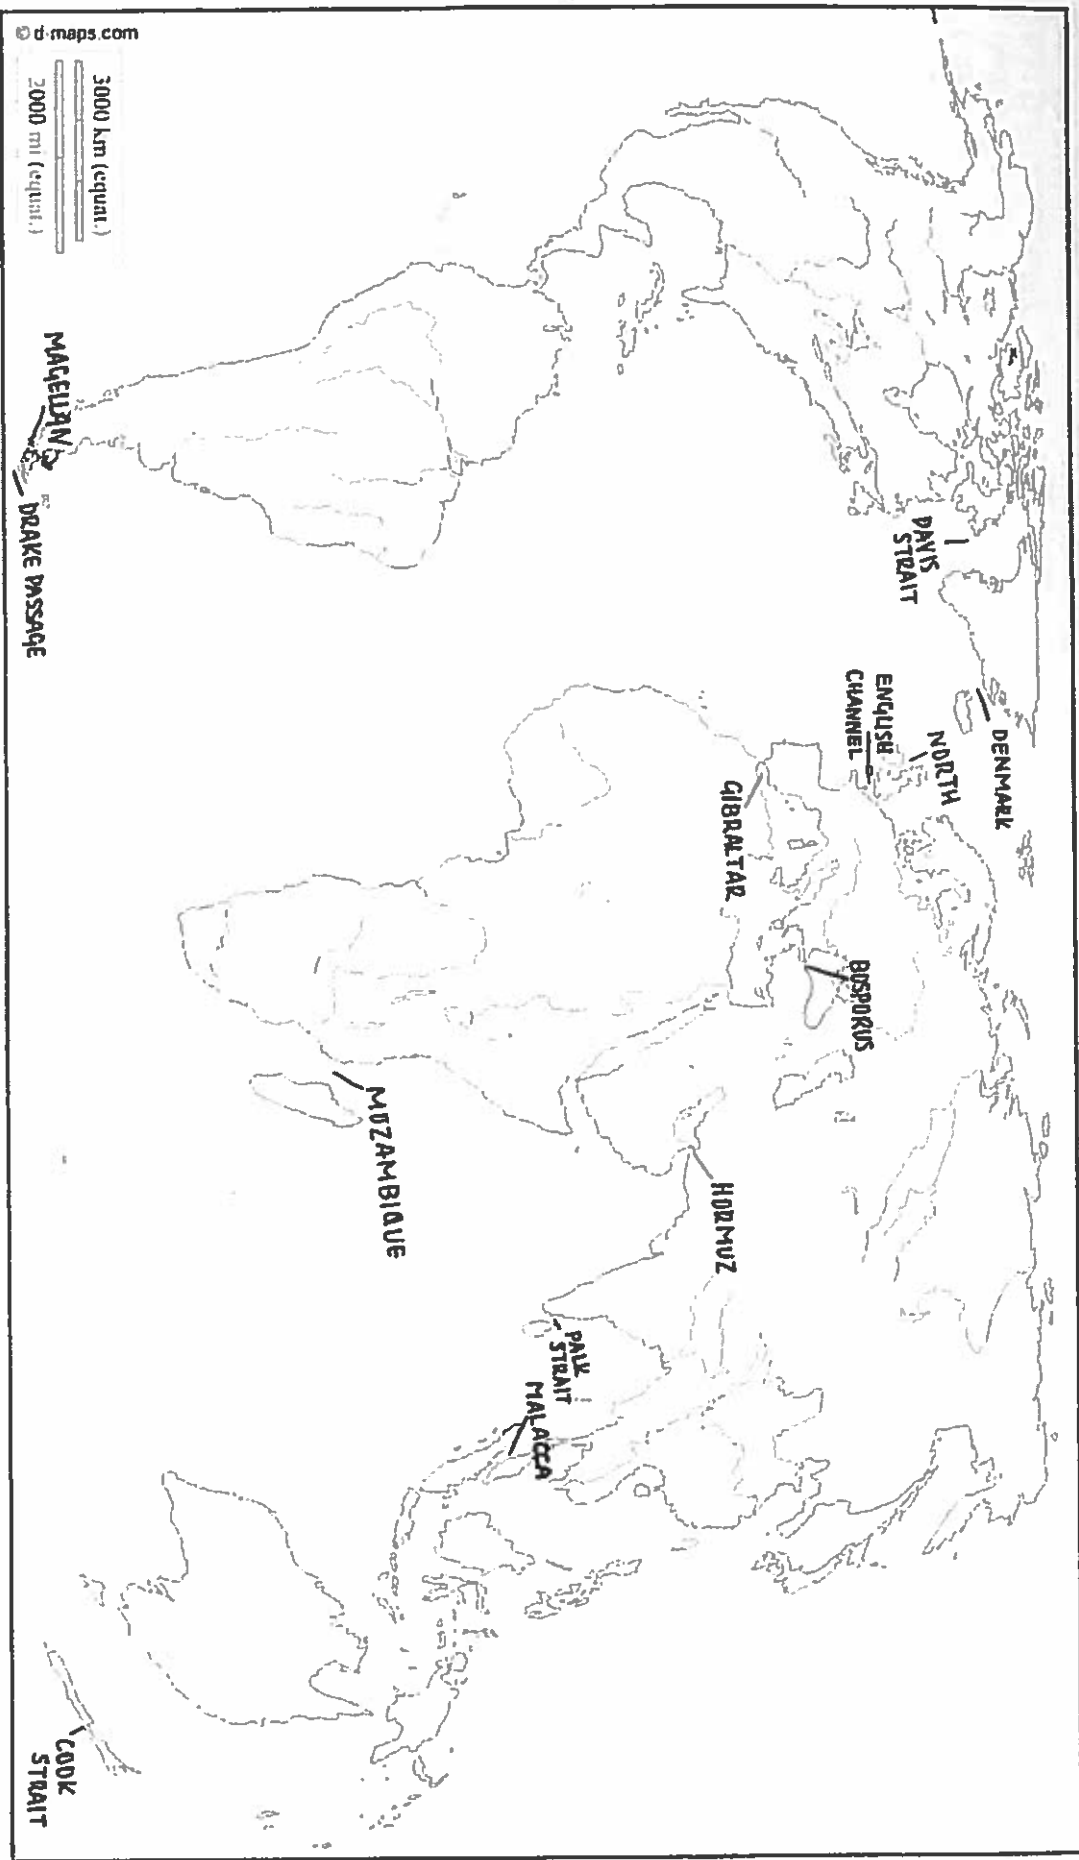 DAVIS
STRAIT
DENMARK
NORTH
ENGLISH
CHANNEL
GIBRALTAR
BOSPORUS
HORMUZ
PALK
STRAIT
MALACCA
MOZAMBIQUE
MAGELLAN
DRAKE PASSAGE
COOK
STRAIT
3000 km (equat.)
2000 mi (equat.)
© d-maps.com